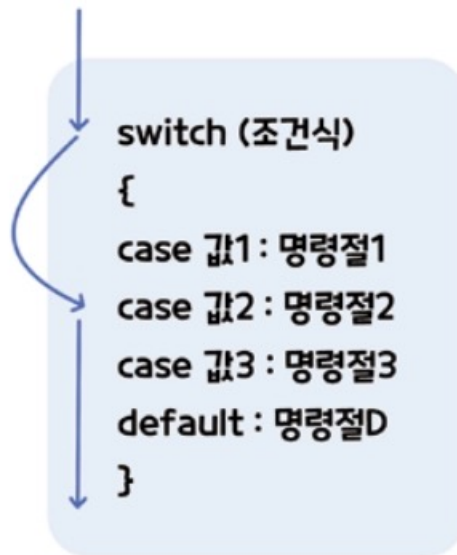 switch (조건식)
{
case 값1 : 명령절1
case 값2 : 명령절2
case 값3 : 명령절3
default : 명령절D
}